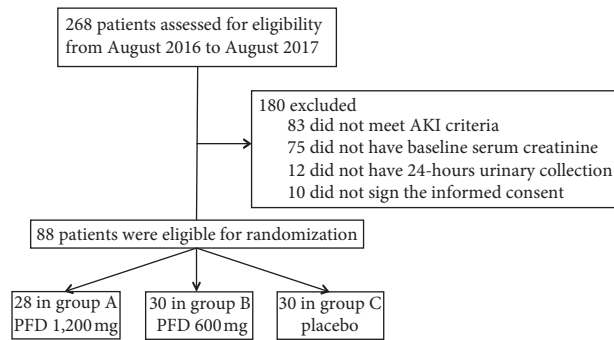 268 patients assessed for eligibility
from August 2016 to August 2017
180 excluded
83 did not meet AKI criteria
75 did not have baseline serum creatinine
12 did not have 24-hours urinary collection
10 did not sign the informed consent
88 patients were eligible for randomization
28 in group A
PFD 1,200 mg
30 in group B
PFD 600 mg
30 in group C
placebo